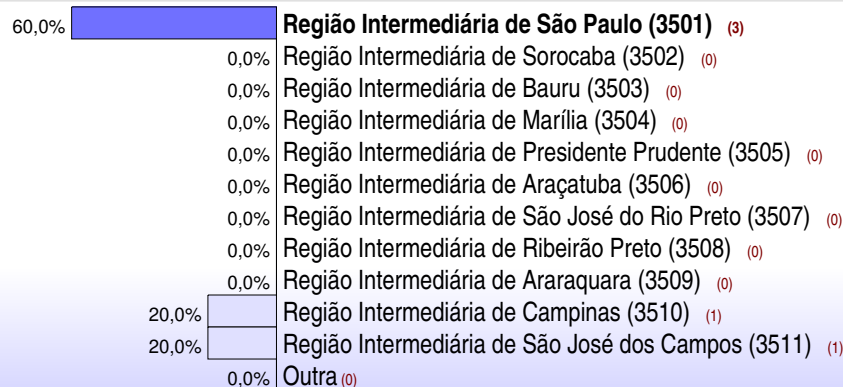 60,0% Região Intermediária de São Paulo (3501) (3)
0,0% Região Intermediária de Sorocaba (3502) (0)
0,0% Região Intermediária de Bauru (3503) (0)
0,0% Região Intermediária de Marília (3504) (0)
0,0% Região Intermediária de Presidente Prudente (3505) (0)
0,0% Região Intermediária de Araçatuba (3506) (0)
0,0% Região Intermediária de São José do Rio Preto (3507) (0)
0,0% Região Intermediária de Ribeirão Preto (3508) (0)
0,0% Região Intermediária de Araraquara (3509) (0)
20,0% Região Intermediária de Campinas (3510) (1)
20,0% Região Intermediária de São José dos Campos (3511) (1)
0,0% Outra (0)